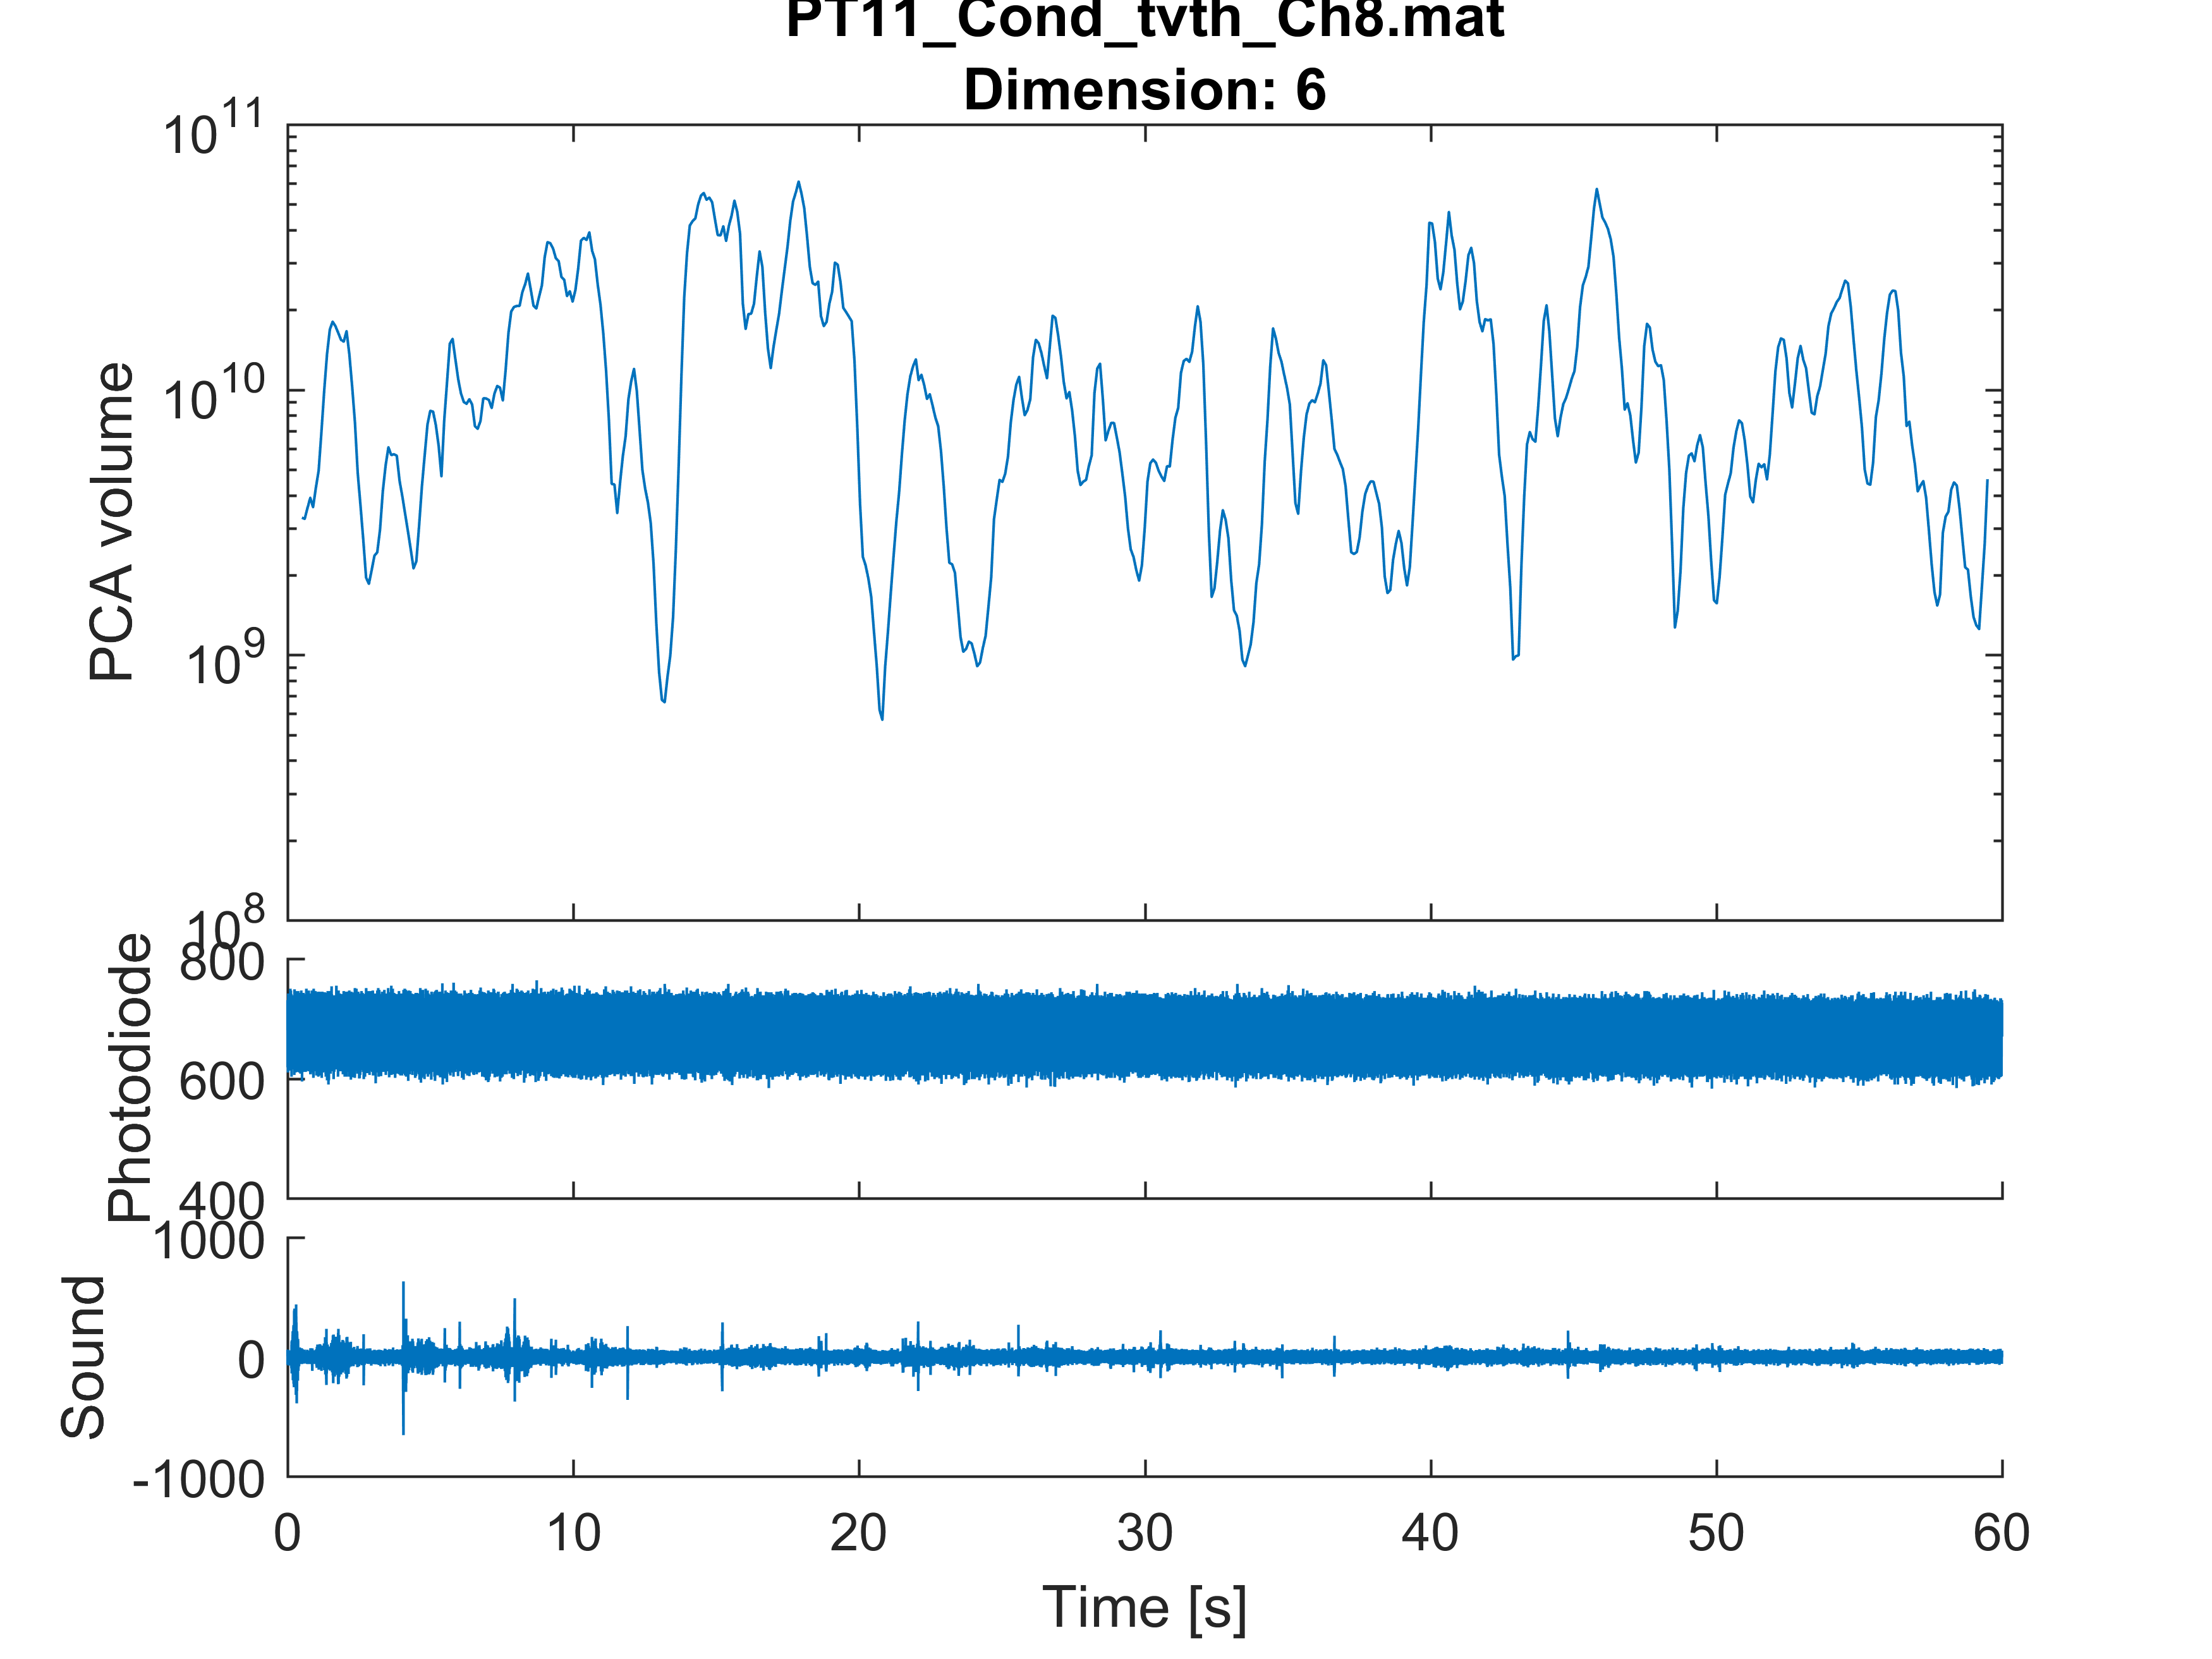 PT11_Cond_tvth_Ch8.mat
Dimension: 6
10^11
10^10
10^9
10^8
PCA volume
800
600
400
Photodiode
1000
0
-1000
Sound
0 10 20 30 40 50 60
Time [s]